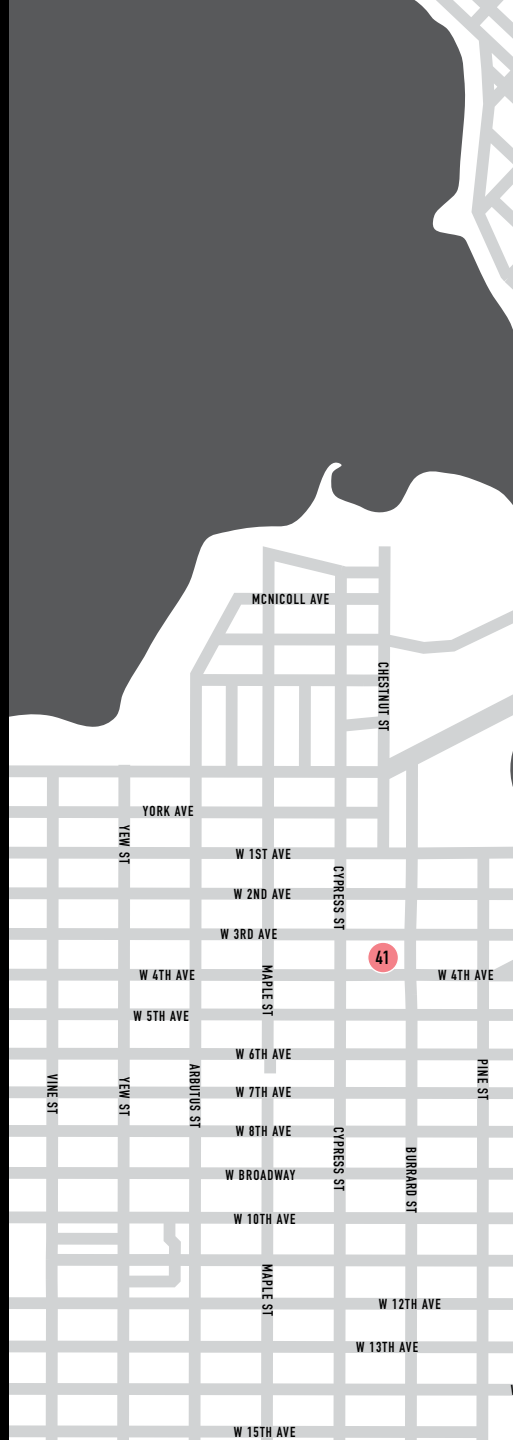 MCNICOLL AVE
CHESTNUT ST
YORK AVE
YEW ST
W 1ST AVE
CYPRESS ST
W 2ND AVE
W 3RD AVE
41
W 4TH AVE
MAPLE ST
W 4TH AVE
W 5TH AVE
W 6TH AVE
VINE ST
YEW ST
ARBUTUS ST
PINE ST
W 7TH AVE
W 8TH AVE
CYPRESS ST
BURRARD ST
W BROADWAY
W 10TH AVE
MAPLE ST
W 12TH AVE
W 13TH AVE
W 15TH AVE